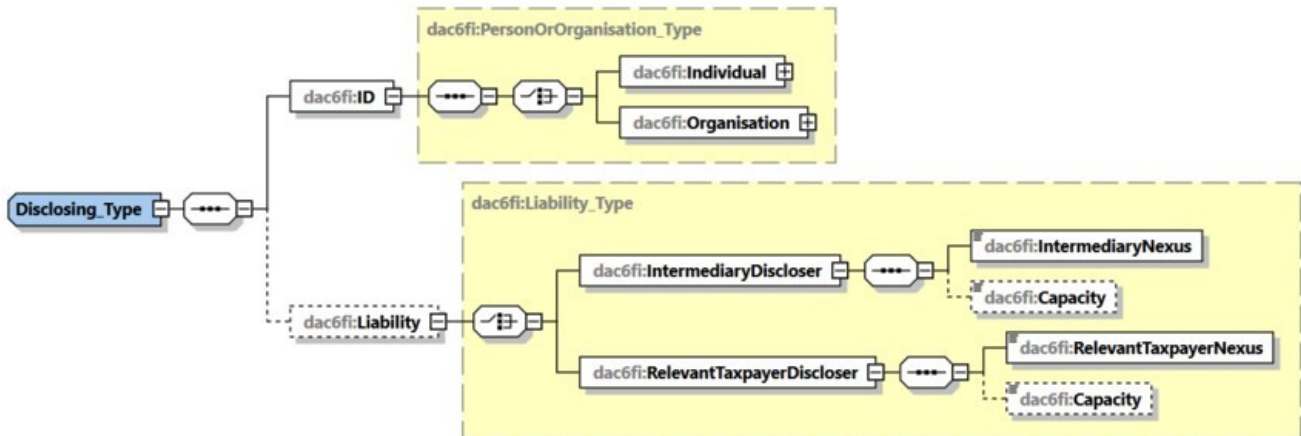 dac6fi:PersonOrOrganisation_Type
dac6fi:Individual
dac6fi:ID
dac6fi:Organisation
Disclosing_Type
dac6fi:Liability_Type
dac6fi:IntermediaryNexus
dac6fi:IntermediaryDiscloser
dac6fi:Capacity
dac6fi:Liability
dac6fi:RelevantTaxpayerNexus
dac6fi:RelevantTaxpayerDiscloser
dac6fi:Capacity